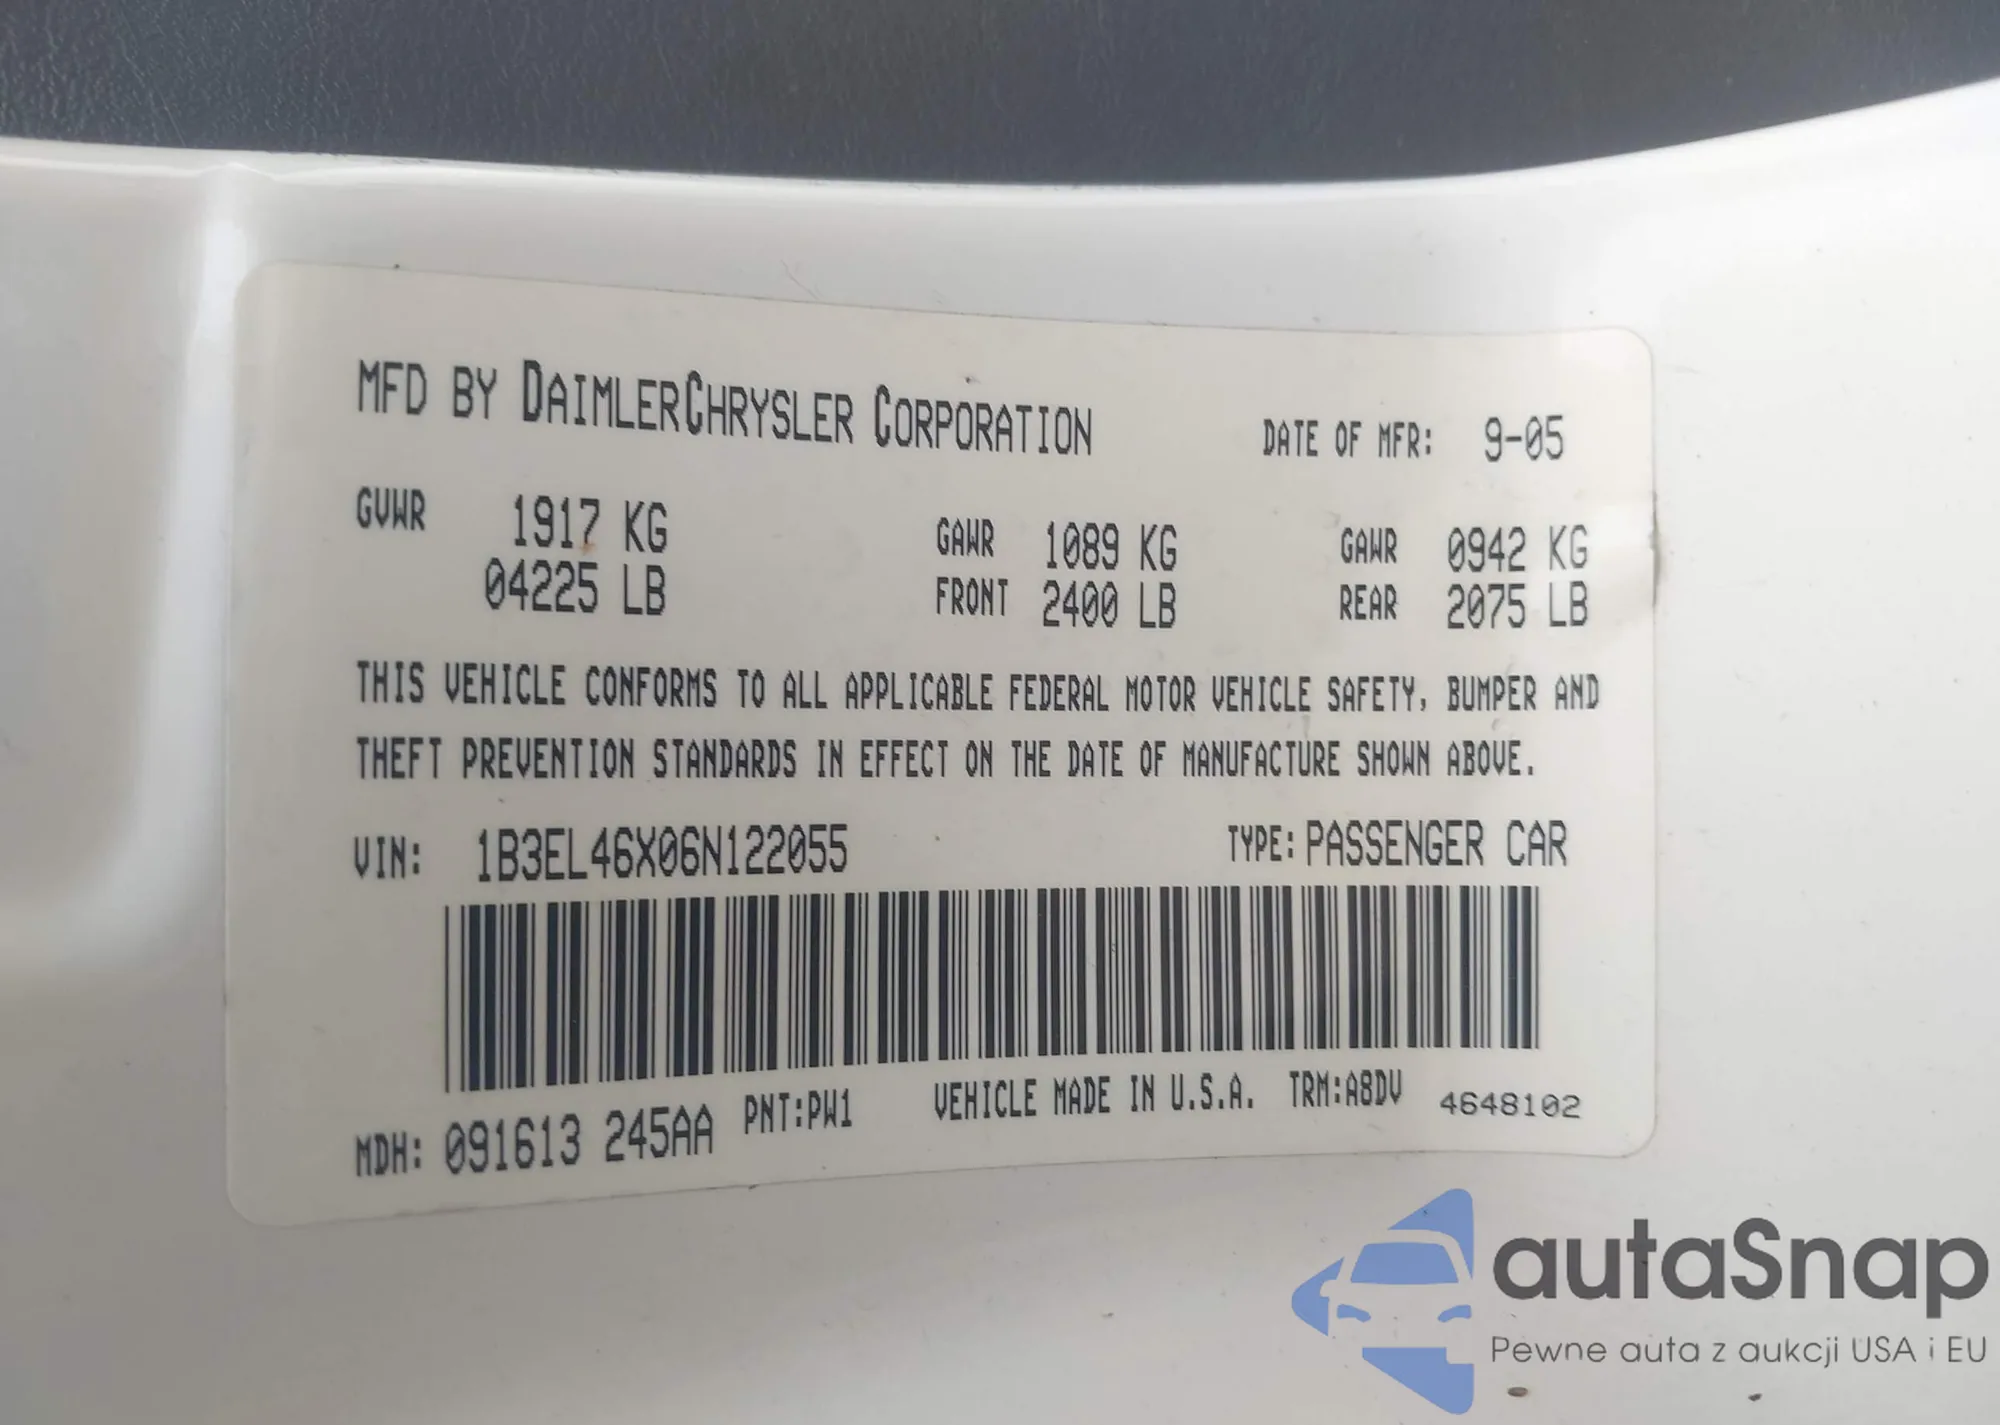 MFD BY DAIMLERCHRYSLER CORPORATION DATE OF MFR: 9-05
GVWR 1917 KG GAWR 1089 KG GAWR 0942 KG
04225 LB FRONT 2400 LB REAR 2075 LB
THIS VEHICLE CONFORMS TO ALL APPLICABLE FEDERAL MOTOR VEHICLE SAFETY, BUMPER AND
THEFT PREVENTION STANDARDS IN EFFECT ON THE DATE OF MANUFACTURE SHOWN ABOVE.
VIN: 1B3EL46X06N122055 TYPE: PASSENGER CAR
MDH: 091613 245AA PNT:PW1 VEHICLE MADE IN U.S.A. TRM:A8DV 4648102
autaSnap
Pewne auta z aukcji USA i EU